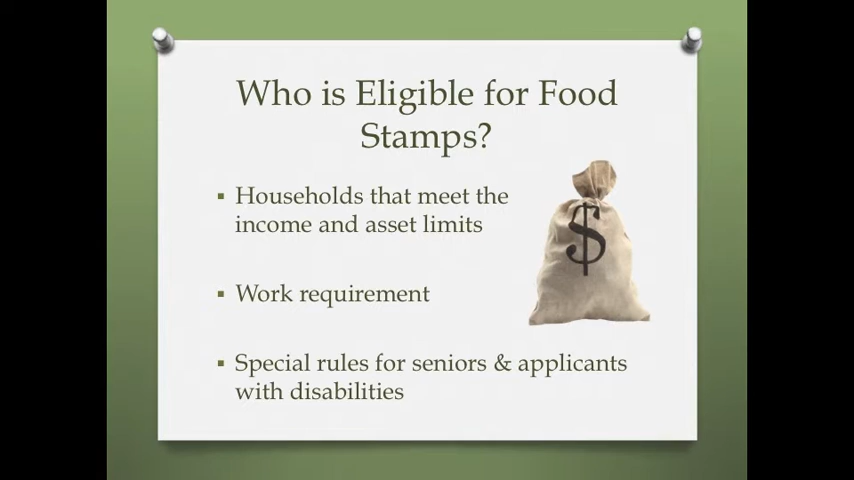 Who is Eligible for Food
Stamps?
▪ Households that meet the
income and asset limits
$
▪ Work requirement
▪ Special rules for seniors & applicants
with disabilities